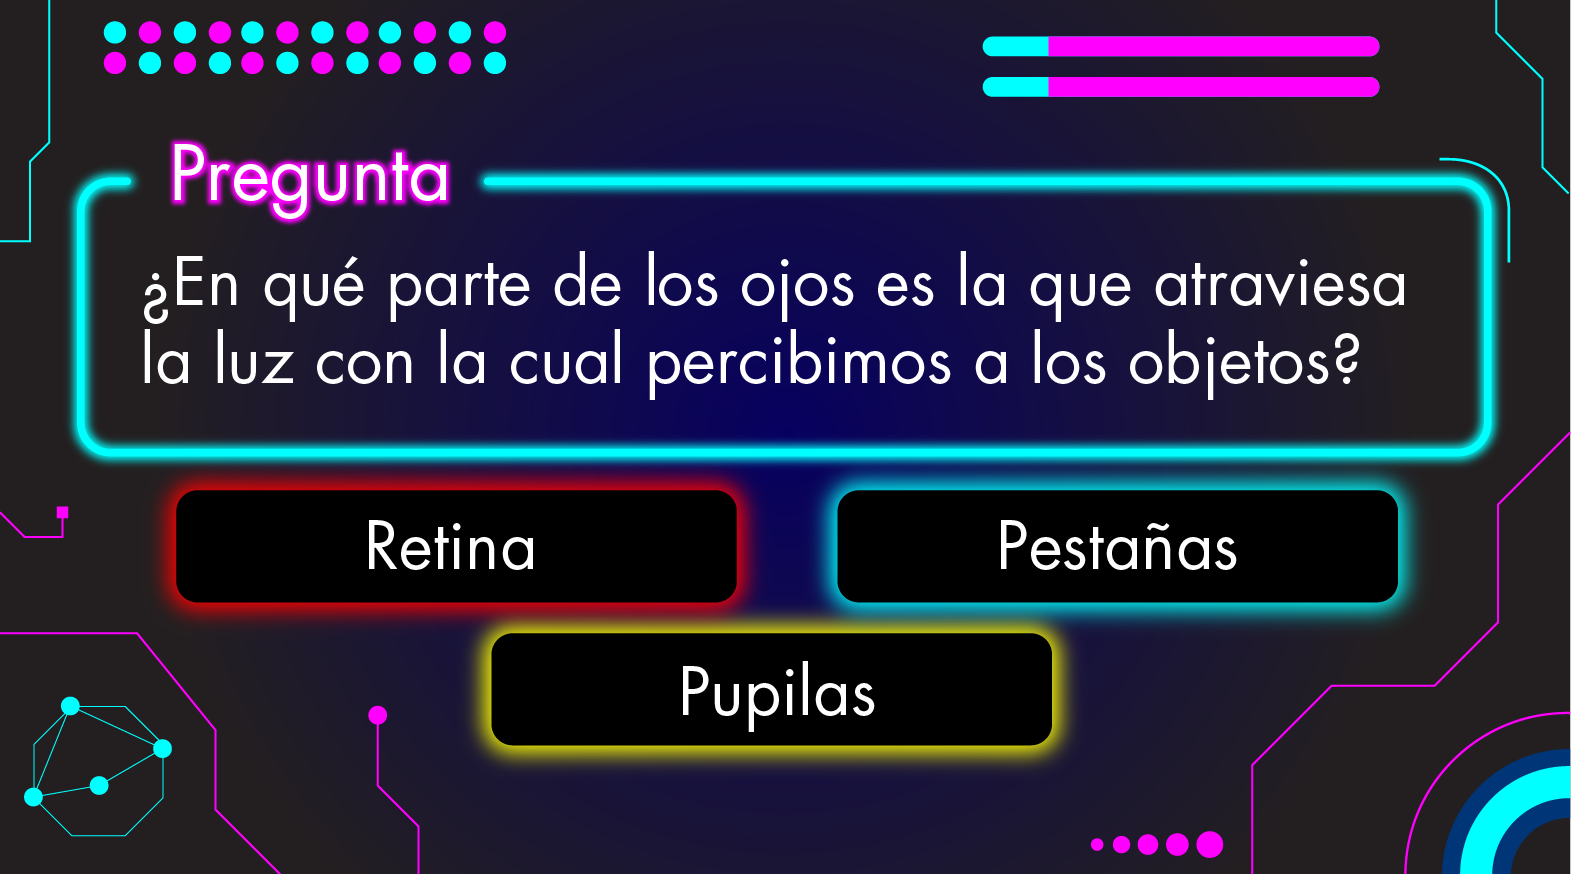 Pregunta
¿En qué parte de los ojos es la que atraviesa
la luz con la cual percibimos a los objetos?
Retina
Pestañas
Pupilas